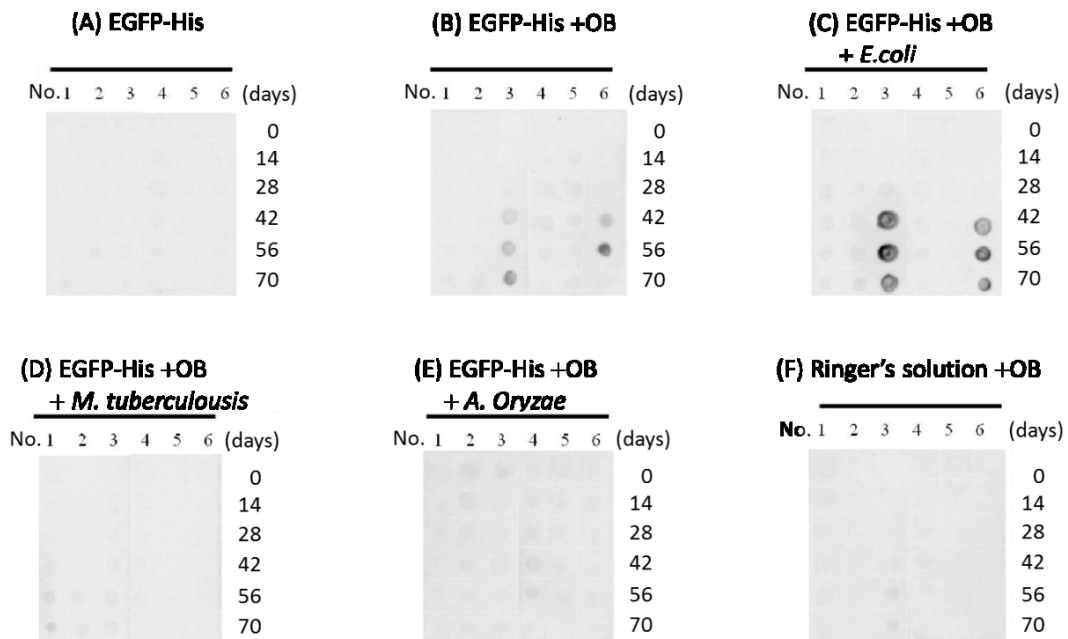 (A) EGFP-His
No. 1 2 3 4 5 6 (days)
0
14
28
42
56
70
(B) EGFP-His +OB
No. 1 2 3 4 5 6 (days)
0
14
28
42
56
70
(C) EGFP-His +OB
+ E.coli
No. 1 2 3 4 5 6 (days)
0
14
28
42
56
70
(D) EGFP-His +OB
+ M. tuberculousis
No. 1 2 3 4 5 6 (days)
0
14
28
42
56
70
(E) EGFP-His +OB
+ A. Oryzae
No. 1 2 3 4 5 6 (days)
0
14
28
42
56
70
(F) Ringer's solution +OB
No. 1 2 3 4 5 6 (days)
0
14
28
42
56
70